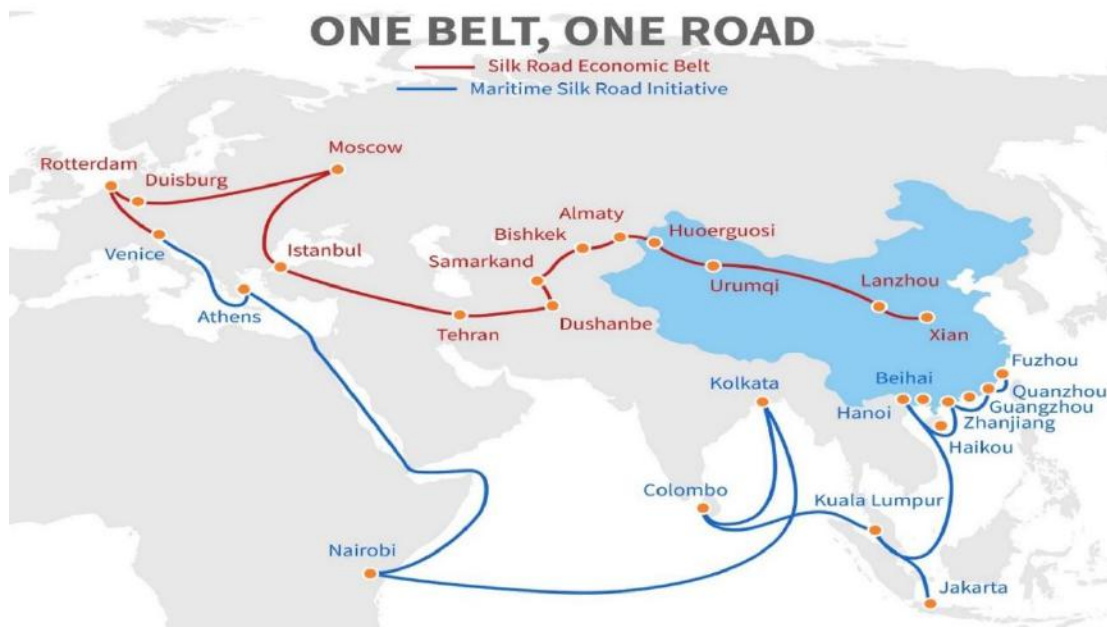 ONE BELT, ONE ROAD
Silk Road Economic Belt
Maritime Silk Road Initiative
Moscow
Rotterdam
Duisburg
Almaty
Bishkek
Huoerguosi
Venice
Istanbul
Samarkand
Urumqi
Lanzhou
Athens
Tehran
Dushanbe
Xian
Fuzhou
Kolkata
Beihai
Quanzhou
Hanoi
Guangzhou
Zhanjiang
Haikou
Colombo
Kuala Lumpur
Nairobi
Jakarta